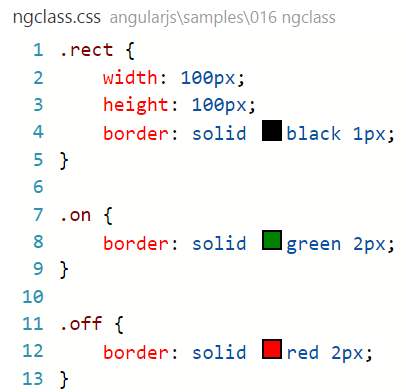 ngclass.css angularjs\samples\016 ngclass
1 .rect {
2 width: 100px;
3 height: 100px;
4 border: solid black 1px;
5 }
6
7 .on {
8 border: solid green 2px;
9 }
10
11 .off {
12 border: solid red 2px;
13 }